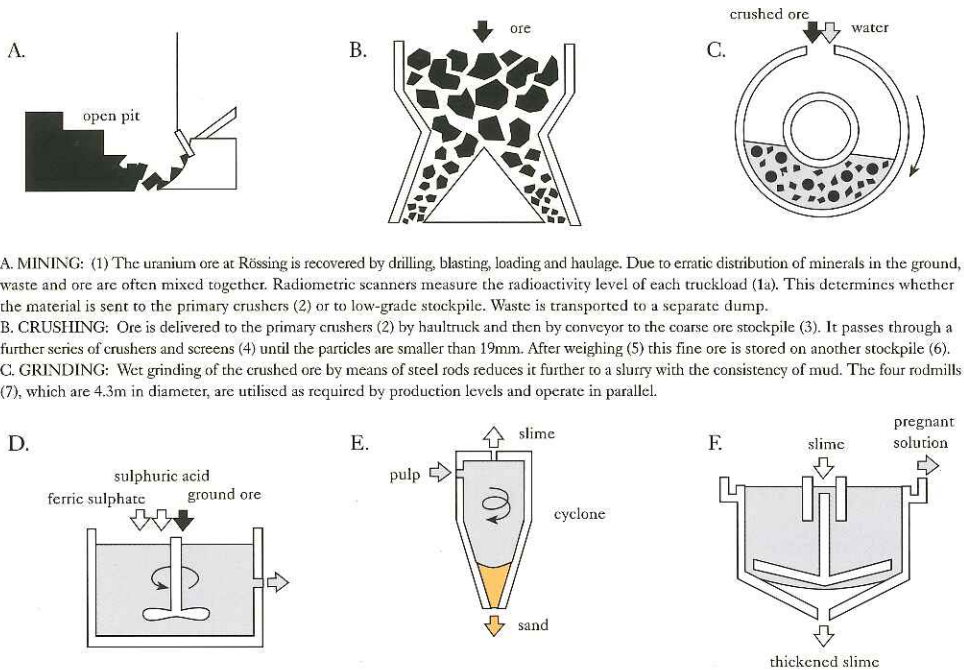 A.
open pit
B.
ore
C.
crushed ore
water
A. MINING: (1) The uranium ore at Rössing is recovered by drilling, blasting, loading and haulage. Due to erratic distribution of minerals in the ground,
waste and ore are often mixed together. Radiometric scanners measure the radioactivity level of each truckload (1a). This determines whether
the material is sent to the primary crushers (2) or to low-grade stockpile. Waste is transported to a separate dump.
B. CRUSHING: Ore is delivered to the primary crushers (2) by haultruck and then by conveyor to the coarse ore stockpile (3). It passes through a
further series of crushers and screens (4) until the particles are smaller than 19mm. After weighing (5) this fine ore is stored on another stockpile (6).
C. GRINDING: Wet grinding of the crushed ore by means of steel rods reduces it further to a slurry with the consistency of mud. The four rodmills
(7), which are 4.3m in diameter, are utilised as required by production levels and operate in parallel.
D.
sulphuric acid
ferric sulphate
ground ore
E.
slime
pulp
cyclone
sand
F.
slime
pregnant
solution
thickened slime